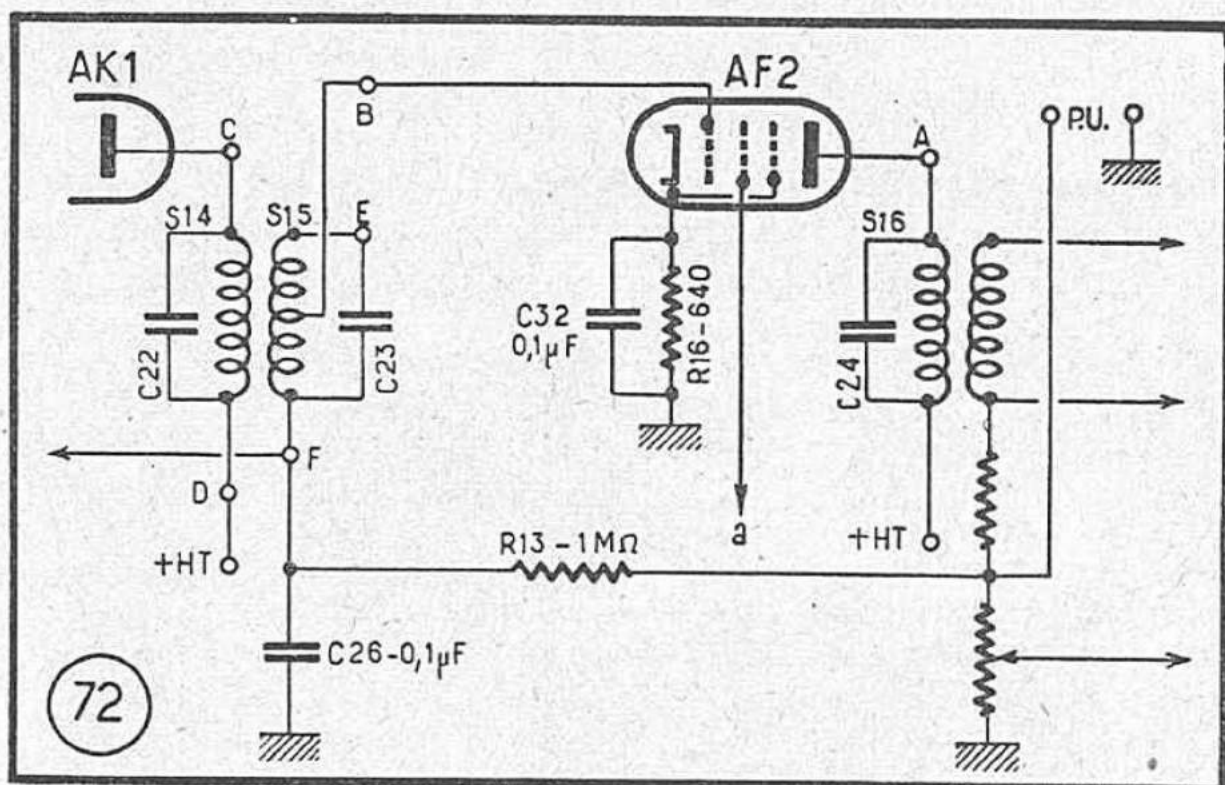 AK1
AF2
B
C
A
P.U.
S14
S15
E
S16
C22
C23
C32
0,1µF
R16-640
C24
F
D
+HT
R13-1MΩ
a
+HT
C26-0,1µF
72